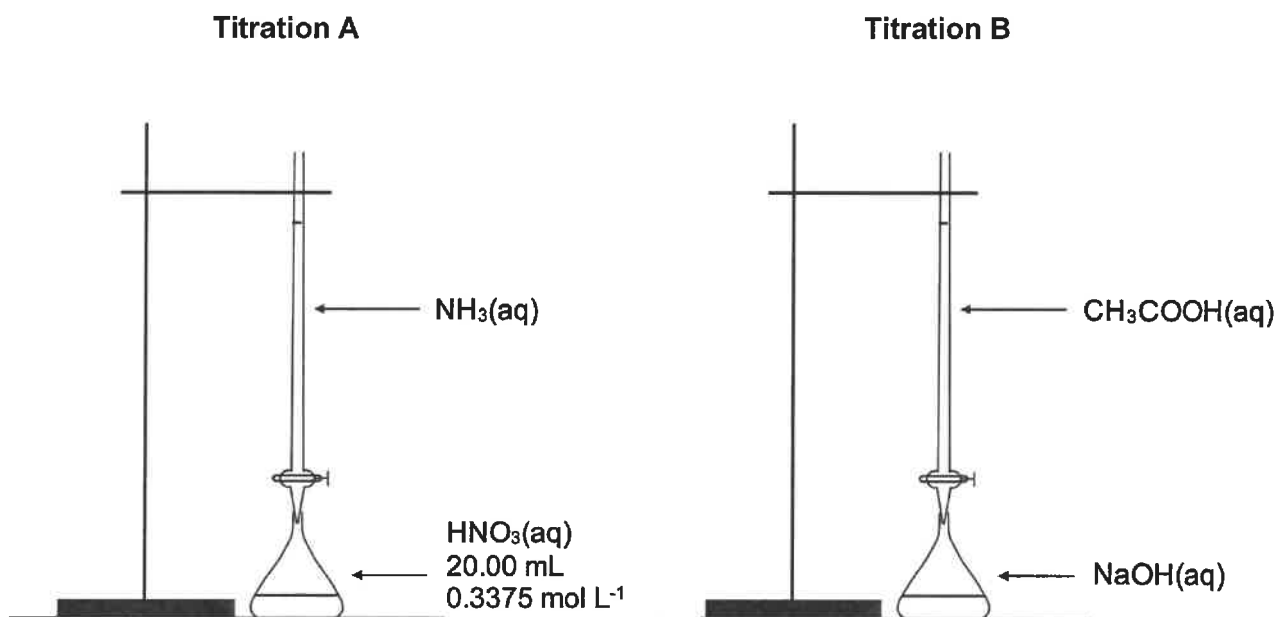 Titration A
NH₃(aq)
HNO₃(aq)
20.00 mL
0.3375 mol L⁻¹
Titration B
CH₃COOH(aq)
NaOH(aq)